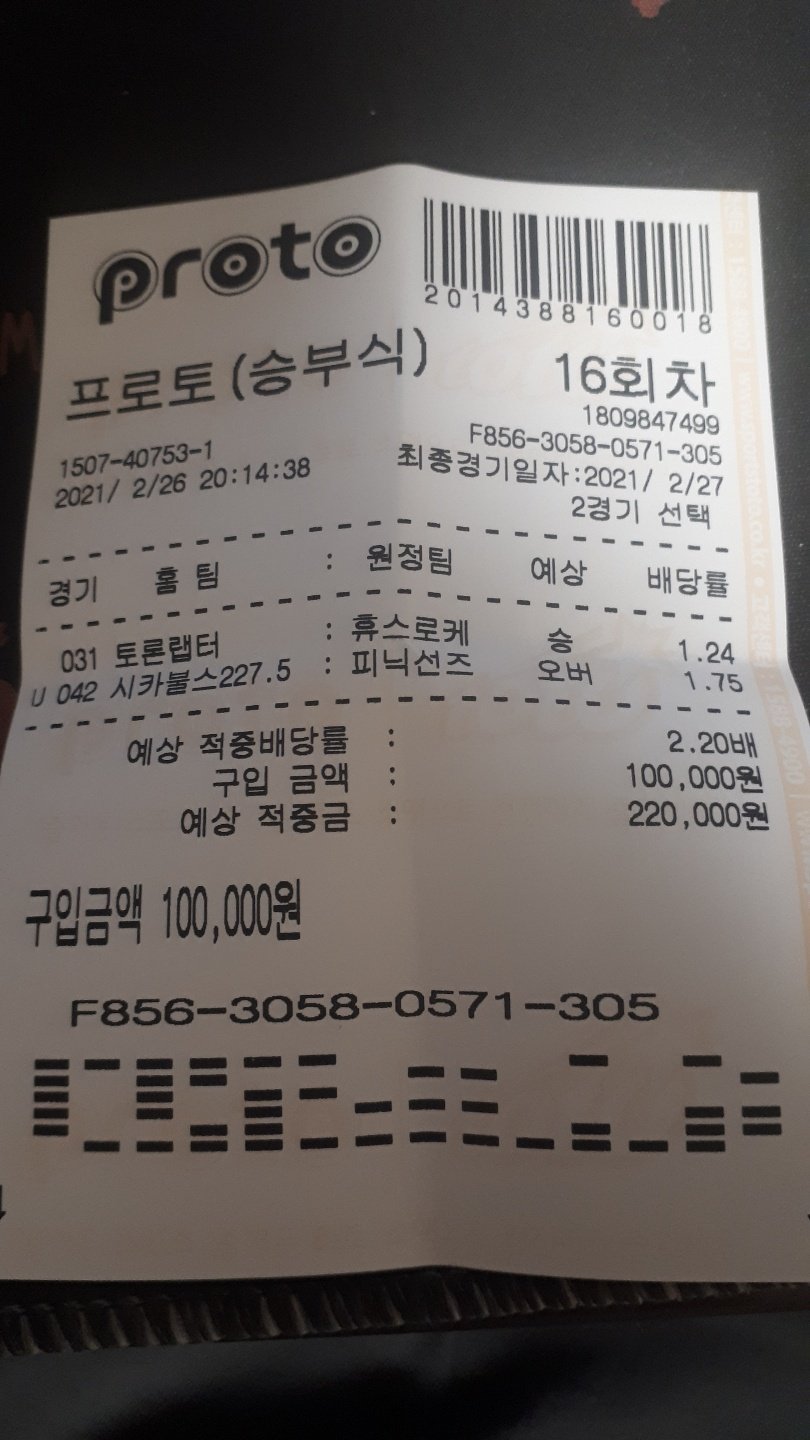 proto
2014388160018
프로토(승부식) 16회차
1809847499
1507-40753-1 F856-3058-0571-305
2021/ 2/26 20:14:38 최종경기일자:2021/ 2/27
2경기 선택
경기 홈 팀 : 원정팀 예상 배당률
031 토론랩터 : 휴스로케 승 1.24
U 042 시카불스227.5 : 피닉선즈 오버 1.75
예상 적중배당률 : 2.20배
구입 금액 : 100,000원
예상 적중금 : 220,000원
구입금액 100,000원
F856-3058-0571-305